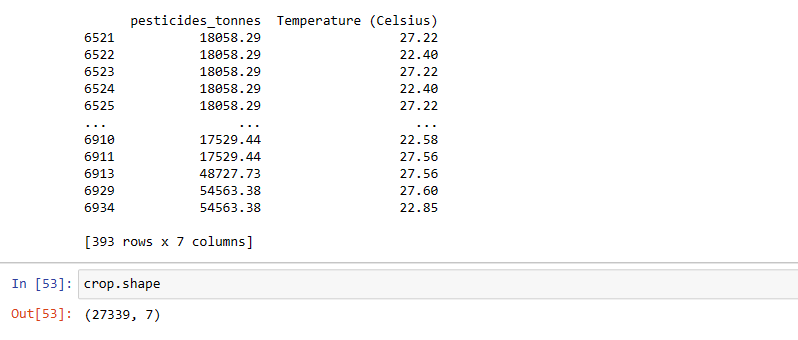 pesticides_tonnes  Temperature (Celsius)
6521           18058.29                  27.22
6522           18058.29                  22.40
6523           18058.29                  27.22
6524           18058.29                  22.40
6525           18058.29                  27.22
...                 ...                    ...
6910           17529.44                  22.58
6911           17529.44                  27.56
6913           48727.73                  27.56
6929           54563.38                  27.60
6934           54563.38                  22.85
[393 rows x 7 columns]
In [53]: crop.shape
Out[53]: (27339, 7)